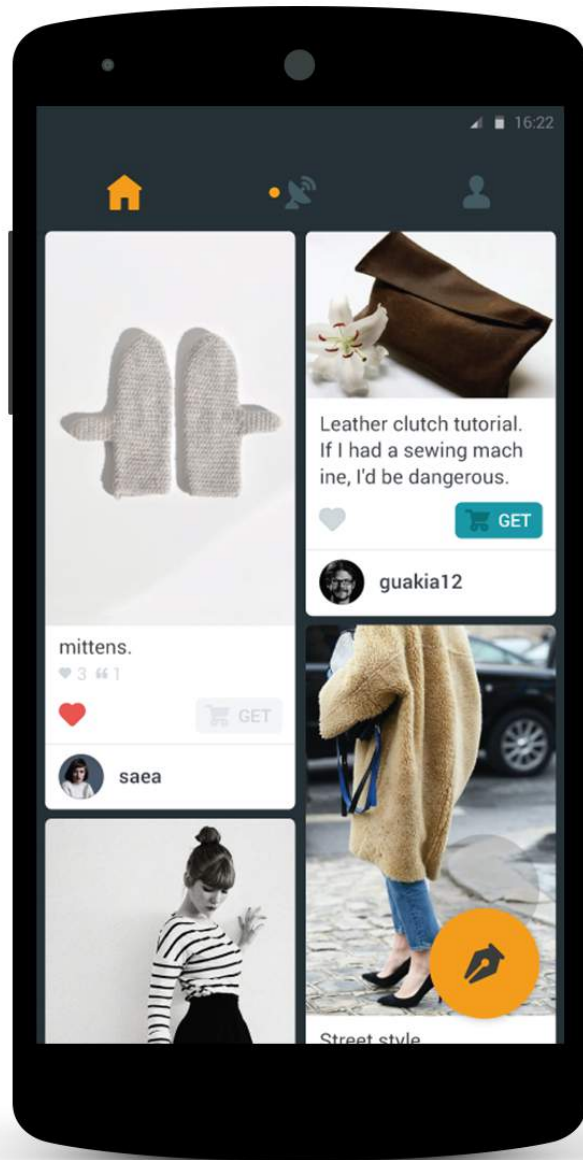 16:22
mittens.
3 1
GET
saea
Leather clutch tutorial.
If I had a sewing mach
ine, I'd be dangerous.
GET
guakia12
Street style